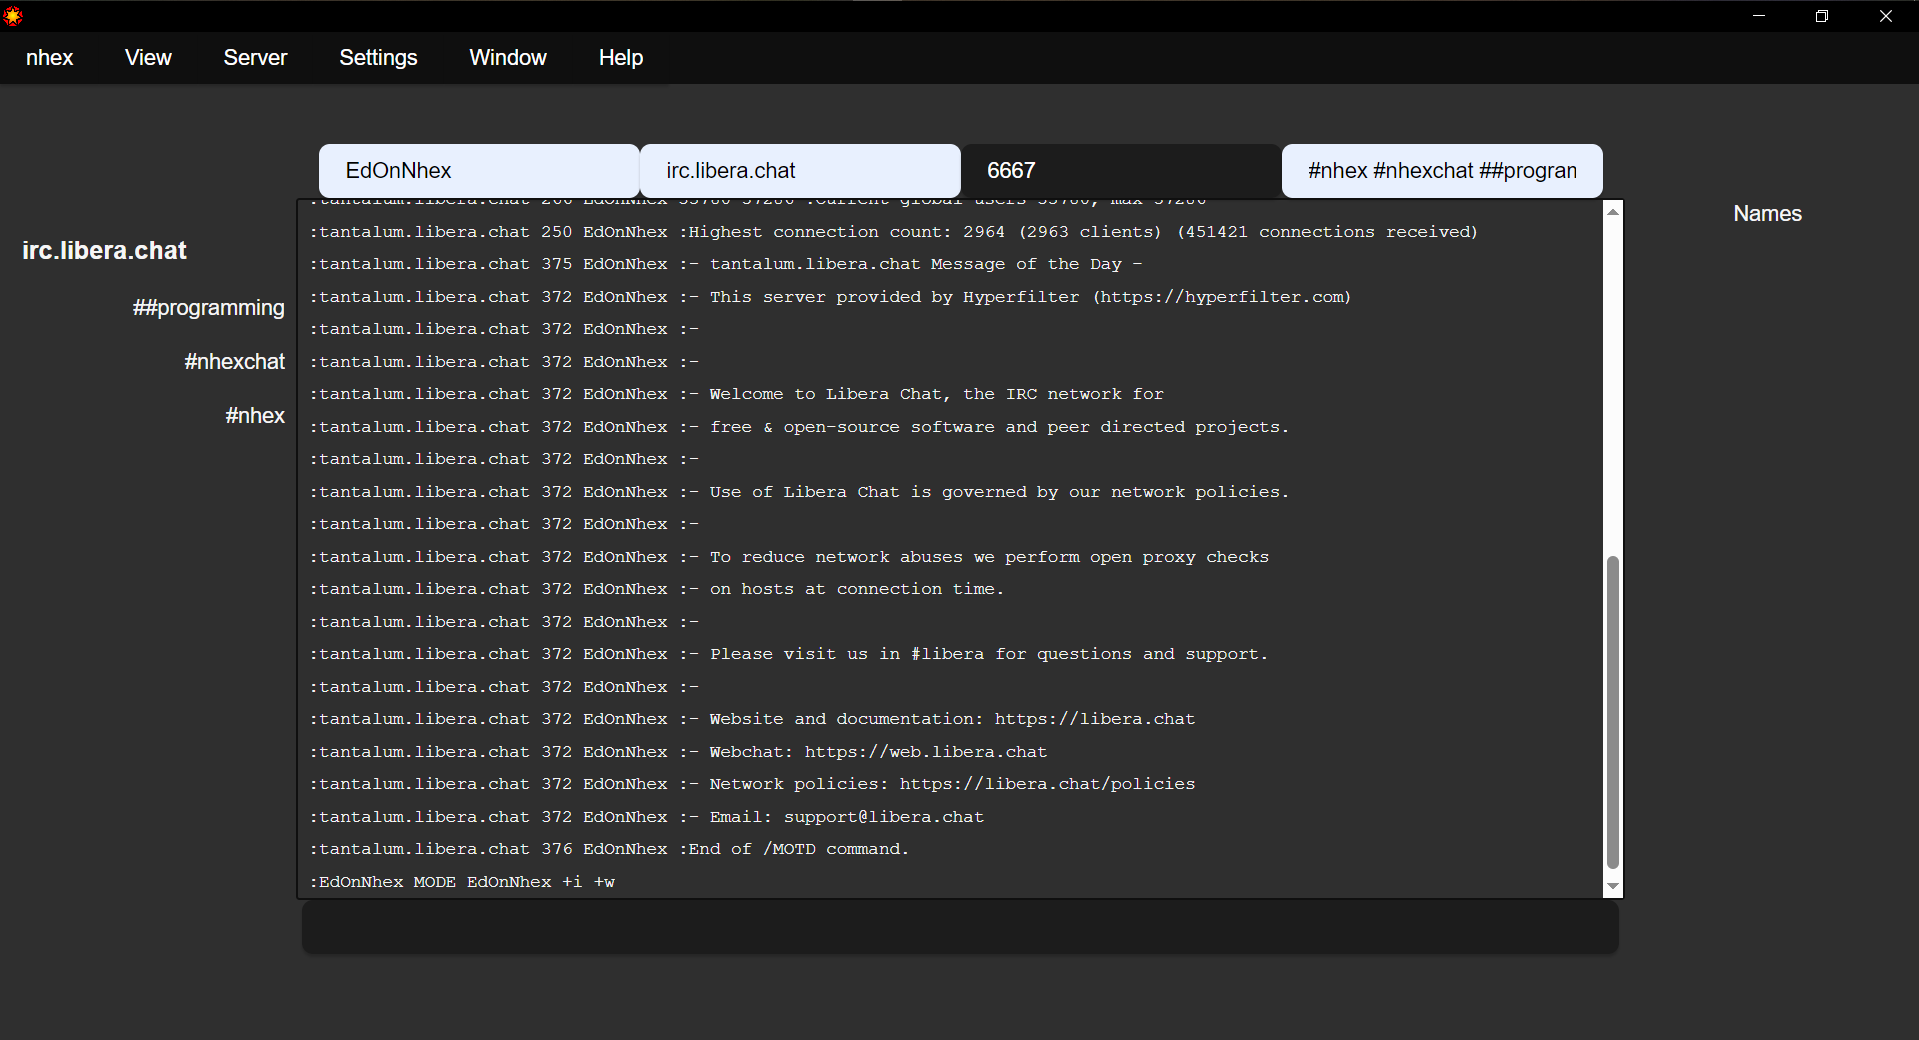 nhex View Server Settings Window Help
EdOnNhex irc.libera.chat 6667 #nhex #nhexchat ##program
irc.libera.chat
##programming
#nhexchat
#nhex
:tantalum.libera.chat 250 EdOnNhex :Highest connection count: 2964 (2963 clients) (451421 connections received)
:tantalum.libera.chat 375 EdOnNhex :- tantalum.libera.chat Message of the Day -
:tantalum.libera.chat 372 EdOnNhex :- This server provided by Hyperfilter (https://hyperfilter.com)
:tantalum.libera.chat 372 EdOnNhex :-
:tantalum.libera.chat 372 EdOnNhex :-
:tantalum.libera.chat 372 EdOnNhex :- Welcome to Libera Chat, the IRC network for
:tantalum.libera.chat 372 EdOnNhex :- free & open-source software and peer directed projects.
:tantalum.libera.chat 372 EdOnNhex :-
:tantalum.libera.chat 372 EdOnNhex :- Use of Libera Chat is governed by our network policies.
:tantalum.libera.chat 372 EdOnNhex :-
:tantalum.libera.chat 372 EdOnNhex :- To reduce network abuses we perform open proxy checks
:tantalum.libera.chat 372 EdOnNhex :- on hosts at connection time.
:tantalum.libera.chat 372 EdOnNhex :-
:tantalum.libera.chat 372 EdOnNhex :- Please visit us in #libera for questions and support.
:tantalum.libera.chat 372 EdOnNhex :-
:tantalum.libera.chat 372 EdOnNhex :- Website and documentation: https://libera.chat
:tantalum.libera.chat 372 EdOnNhex :- Webchat: https://web.libera.chat
:tantalum.libera.chat 372 EdOnNhex :- Network policies: https://libera.chat/policies
:tantalum.libera.chat 372 EdOnNhex :- Email: support@libera.chat
:tantalum.libera.chat 376 EdOnNhex :End of /MOTD command.
:EdOnNhex MODE EdOnNhex +i +w
Names